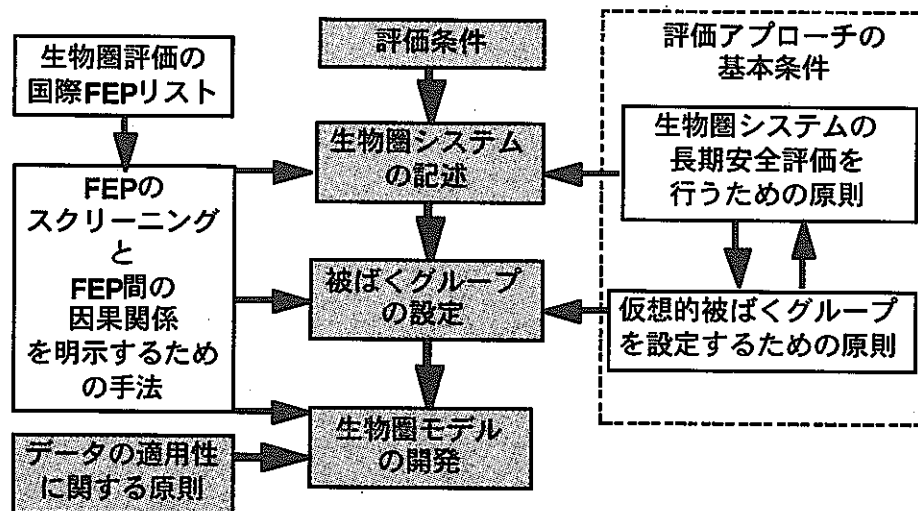 生物圏評価の
国際FEPリスト
FEPの
スクリーニング
と
FEP間の
因果関係
を明示するため
の手法
データの適用性
に関する原則
評価条件
生物圏システム
の記述
被ばくグループ
の設定
生物圏モデル
の開発
評価アプローチの
基本条件
生物圏システムの
長期安全評価を
行うための原則
仮想的被ばくグループ
を設定するための原則